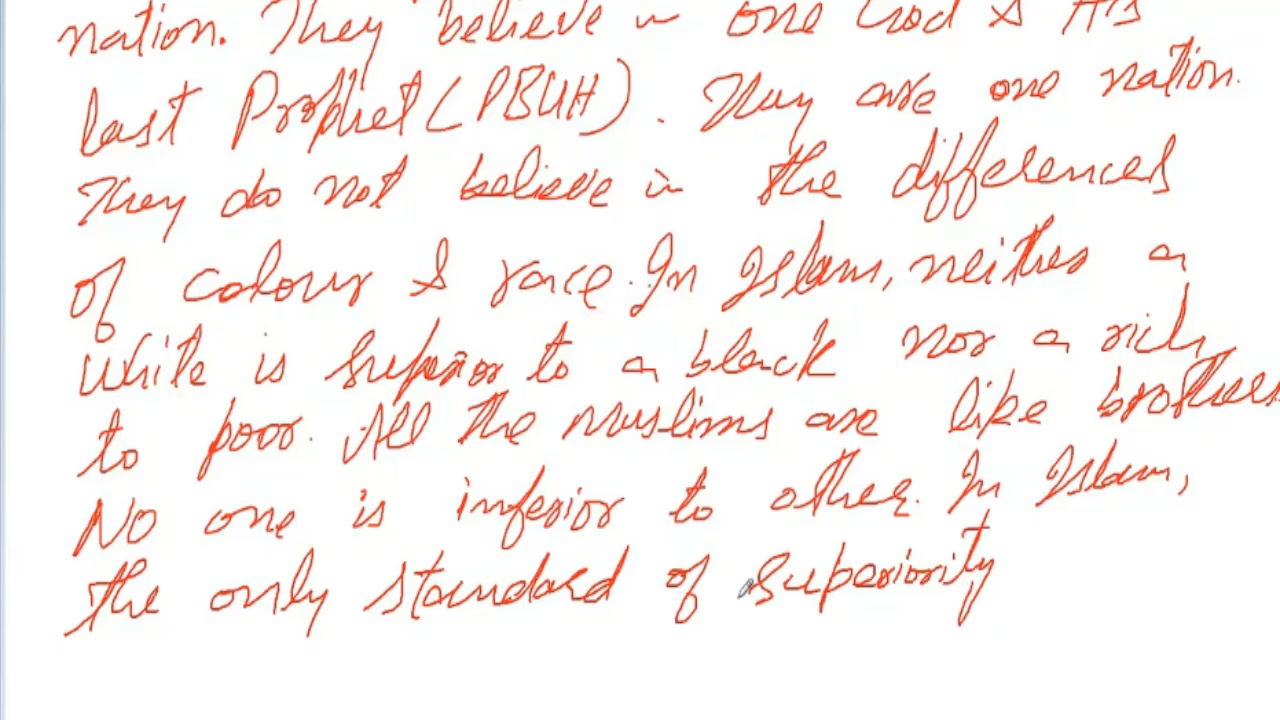 nation. They believe in one God & His
last Prophet (PBUH). They are one nation.
They do not believe in the differences
of colour & race. In Islam, neither a
white is superior to a black nor a rich
to poor. All the muslims are like brothers
No one is inferior to other. In Islam,
the only standard of superiority